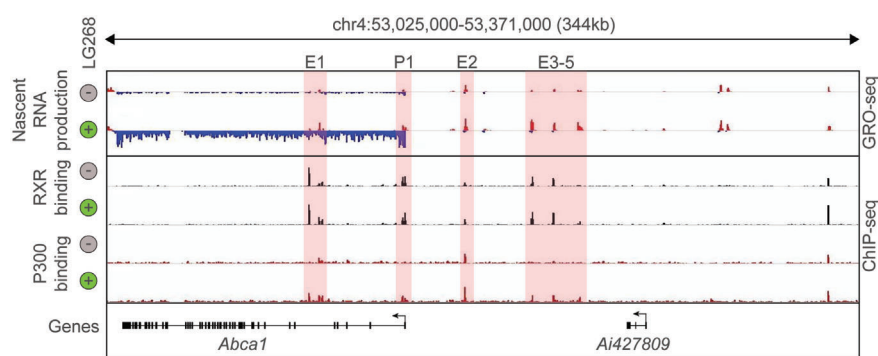 chr4:53,025,000-53,371,000 (344kb)
LG268
E1 P1 E2 E3-5
Nascent
RNA
production
-
+
GRO-seq
RXR
binding
-
+
P300
binding
-
+
ChIP-seq
Genes
Abca1 Ai427809